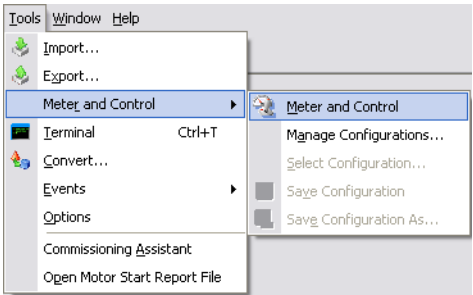 Tools Window Help
Import...
Export...
Meter and Control
Terminal Ctrl+T
Convert...
Events
Options
Commissioning Assistant
Open Motor Start Report File
Meter and Control
Manage Configurations...
Select Configuration...
Save Configuration
Save Configuration As...